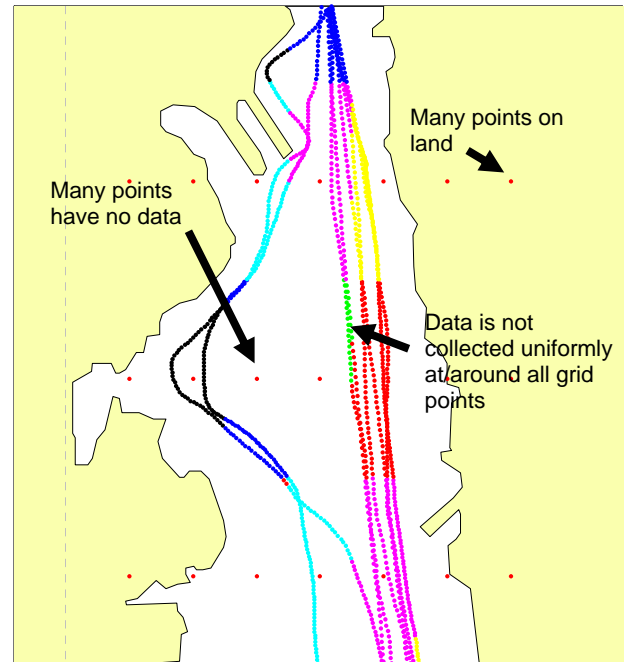 Many points on
land
Many points
have no data
Data is not
collected uniformly
at/around all grid
points